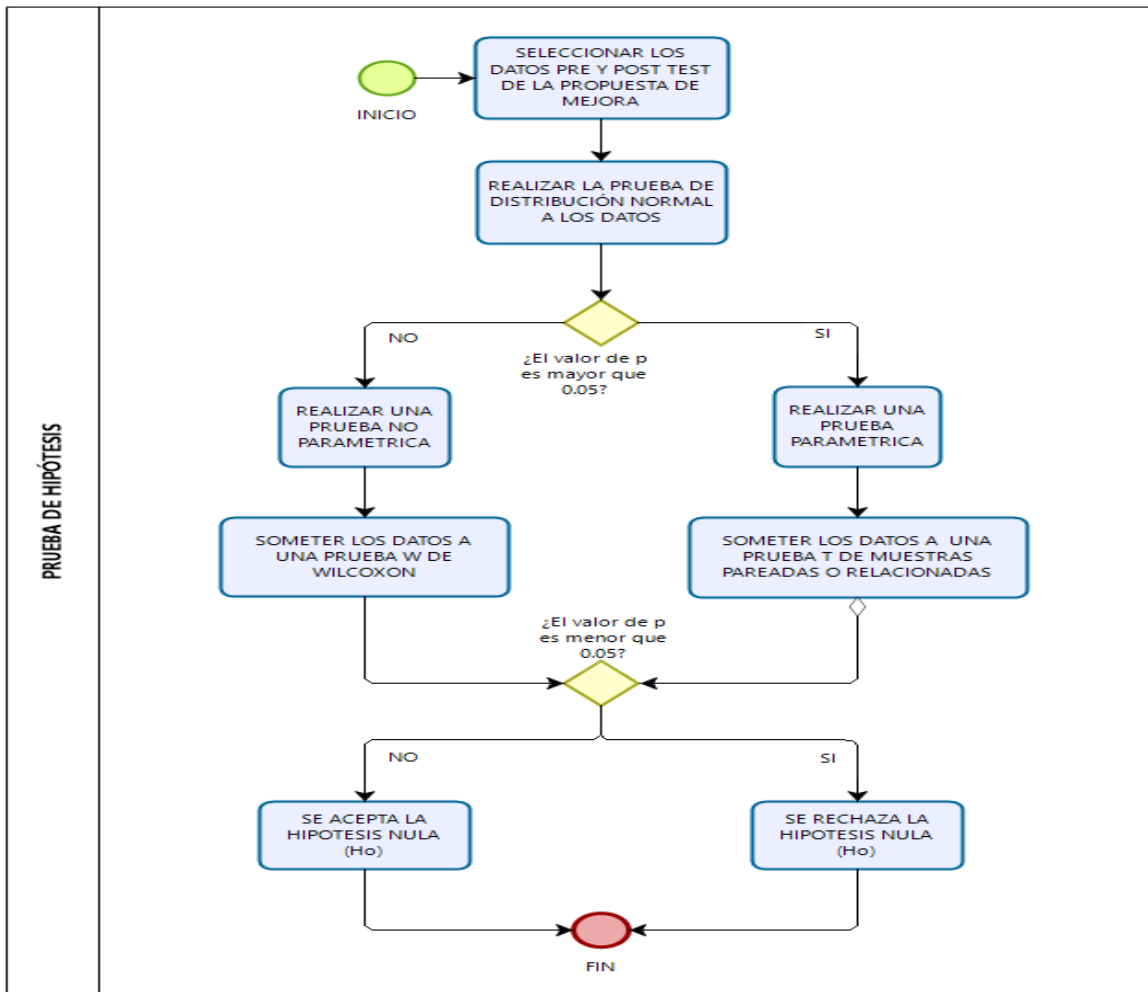 PRUEBA DE HIPÓTESIS
INICIO
SELECCIONAR LOS
DATOS PRE Y POST TEST
DE LA PROPUESTA DE
MEJORA
REALIZAR LA PRUEBA DE
DISTRIBUCIÓN NORMAL
A LOS DATOS
¿El valor de p
es mayor que
0.05?
NO
SI
REALIZAR UNA
PRUEBA NO
PARAMETRICA
REALIZAR UNA
PRUEBA
PARAMETRICA
SOMETER LOS DATOS A
UNA PRUEBA W DE
WILCOXON
SOMETER LOS DATOS A UNA
PRUEBA T DE MUESTRAS
PAREADAS O RELACIONADAS
¿El valor de p
es menor que
0.05?
NO
SI
SE ACEPTA LA
HIPOTESIS NULA
(Ho)
SE RECHAZA LA
HIPOTESIS NULA
(Ho)
FIN